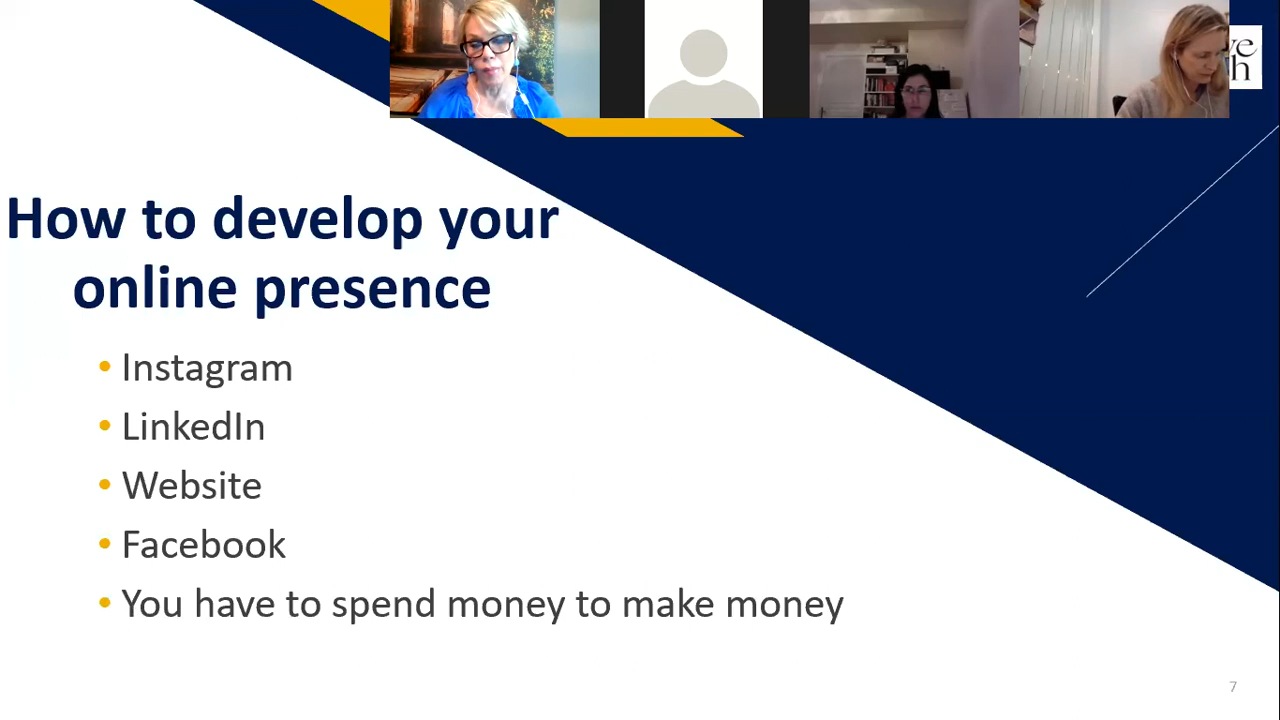 How to develop your
online presence
• Instagram
• LinkedIn
• Website
• Facebook
• You have to spend money to make money
7